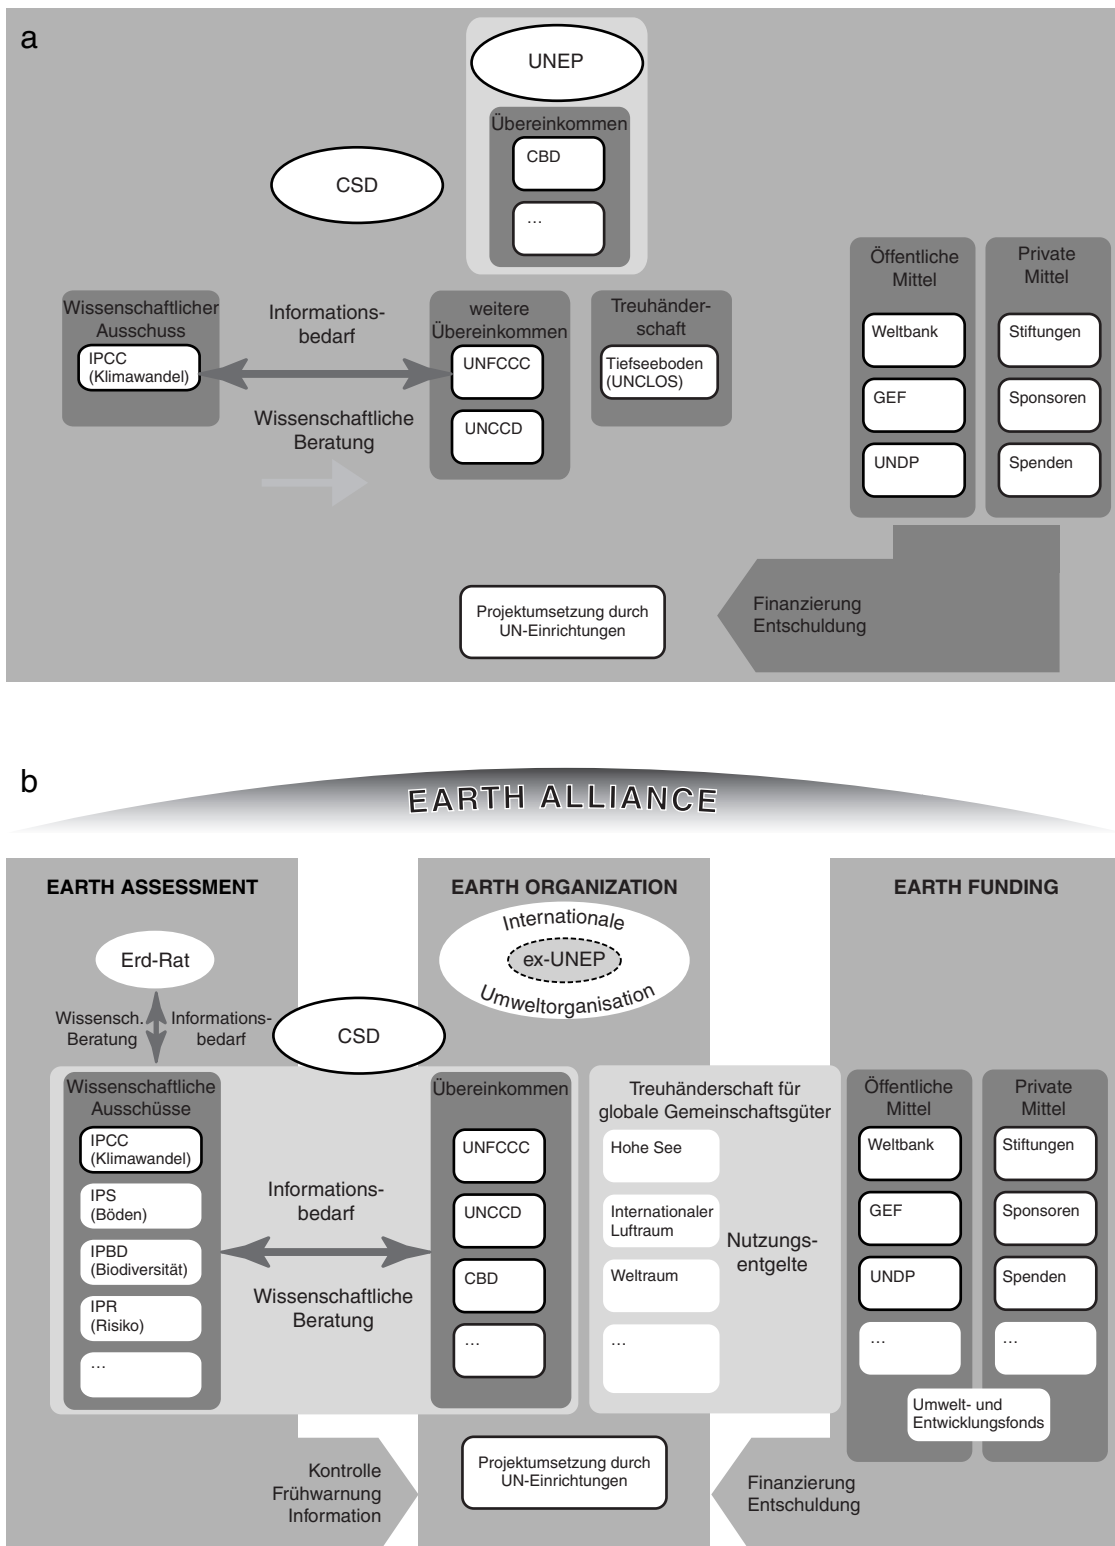 a
UNEP
Übereinkommen
CBD
...
CSD
Wissenschaftlicher
Ausschuss
IPCC
(Klimawandel)
Informations-
bedarf
Wissenschaftliche
Beratung
weitere
Übereinkommen
UNFCCC
UNCCD
Treuhänder-
schaft
Tiefseeboden
(UNCLOS)
Öffentliche
Mittel
Weltbank
GEF
UNDP
Private
Mittel
Stiftungen
Sponsoren
Spenden
Projektumsetzung durch
UN-Einrichtungen
Finanzierung
Entschuldung
b
EARTH ALLIANCE
EARTH ASSESSMENT
Erd-Rat
Wissensch.
Beratung
Informations-
bedarf
Wissenschaftliche
Ausschüsse
IPCC
(Klimawandel)
IPS
(Böden)
IPBD
(Biodiversität)
IPR
(Risiko)
...
CSD
Informations-
bedarf
Wissenschaftliche
Beratung
Kontrolle
Frühwarnung
Information
EARTH ORGANIZATION
Internationale
ex-UNEP
Umweltorganisation
Übereinkommen
UNFCCC
UNCCD
CBD
...
Treuhänderschaft für
globale Gemeinschaftsgüter
Hohe See
Internationaler
Luftraum
Weltraum
...
Nutzungs-
entgelte
Projektumsetzung durch
UN-Einrichtungen
EARTH FUNDING
Öffentliche
Mittel
Weltbank
GEF
UNDP
...
Private
Mittel
Stiftungen
Sponsoren
Spenden
...
Umwelt- und
Entwicklungsfonds
Finanzierung
Entschuldung